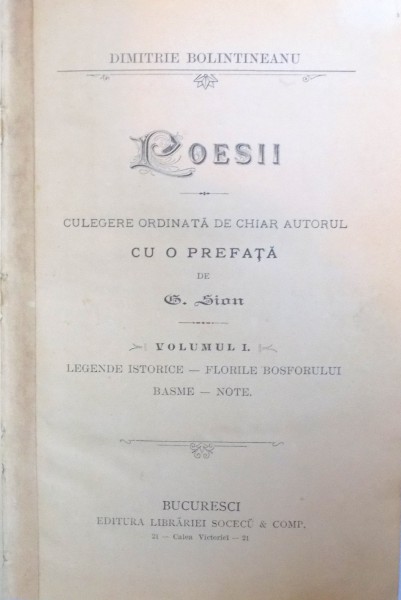 DIMITRIE BOLINTINEANU
POESII
CULEGERE ORDINATĂ DE CHIAR AUTORUL
CU O PREFAȚĂ
DE
G. Sion
VOLUMUL I.
LEGENDE ISTORICE — FLORILE BOSFORULUI
BASME — NOTE.
BUCURESCI
EDITURA LIBRĂRIEI SOCECŬ & COMP.
21 — Calea Victoriei — 21